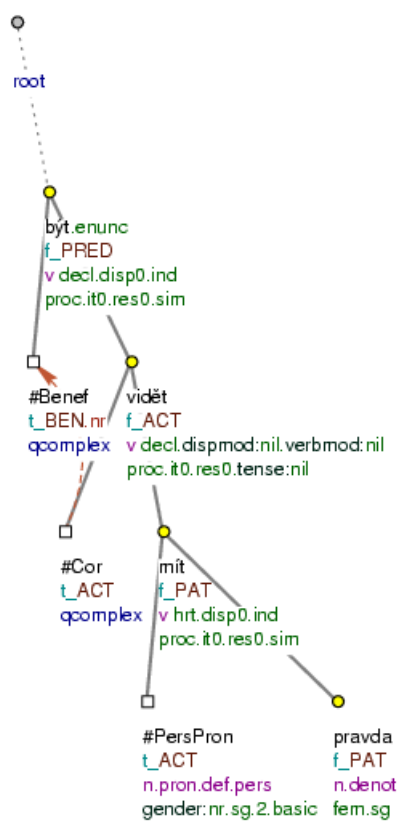 root
být.enunc
f_PRED
v decl.disp0.ind
proc.it0.res0.sim
#Benef
t_BEN.nr
qcomplex
vidět
f_ACT
v decl.dispmod:nil.verbmod:nil
proc.it0.res0.tense:nil
#Cor
t_ACT
qcomplex
mít
f_PAT
v hrt.disp0.ind
proc.it0.res0.sim
#PersPron
t_ACT
n.pron.def.pers
gender:nr.sg.2.basic
pravda
f_PAT
n.denot
fem.sg